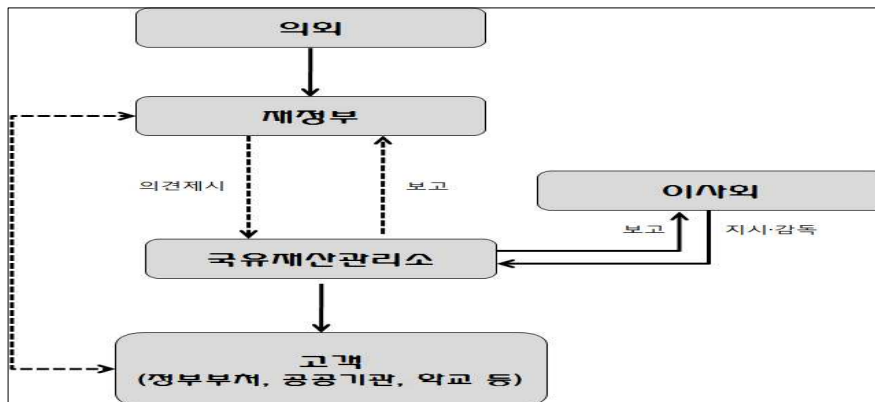 의회
재정부
의견제시
보고
이사회
보고
지시·감독
국유재산관리소
고객
(정부부처, 공공기관, 학교 등)